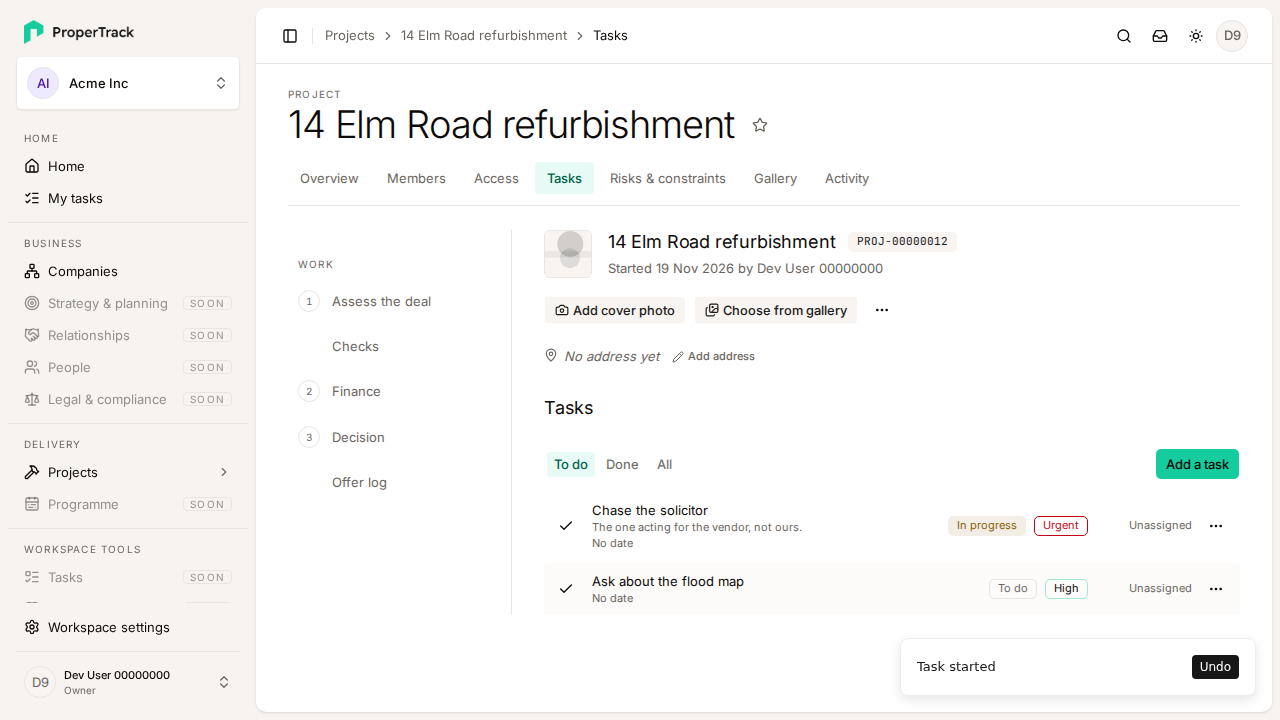 ProperTrack
Projects
14 Elm Road refurbishment
Tasks
D9
AI
Acme Inc
HOME
Home
My tasks
BUSINESS
Companies
Strategy & planning SOON
Relationships SOON
People SOON
Legal & compliance SOON
DELIVERY
Projects
Programme SOON
WORKSPACE TOOLS
Tasks SOON
Workspace settings
D9
Dev User 00000000
Owner
PROJECT
14 Elm Road refurbishment
Overview Members Access Tasks Risks & constraints Gallery Activity
WORK
1 Assess the deal
Checks
2 Finance
3 Decision
Offer log
14 Elm Road refurbishment PROJ-00000012
Started 19 Nov 2026 by Dev User 00000000
Add cover photo Choose from gallery
No address yet Add address
Tasks
To do Done All Add a task
Chase the solicitor
The one acting for the vendor, not ours.
No date
In progress Urgent Unassigned
Ask about the flood map
No date
To do High Unassigned
Task started Undo